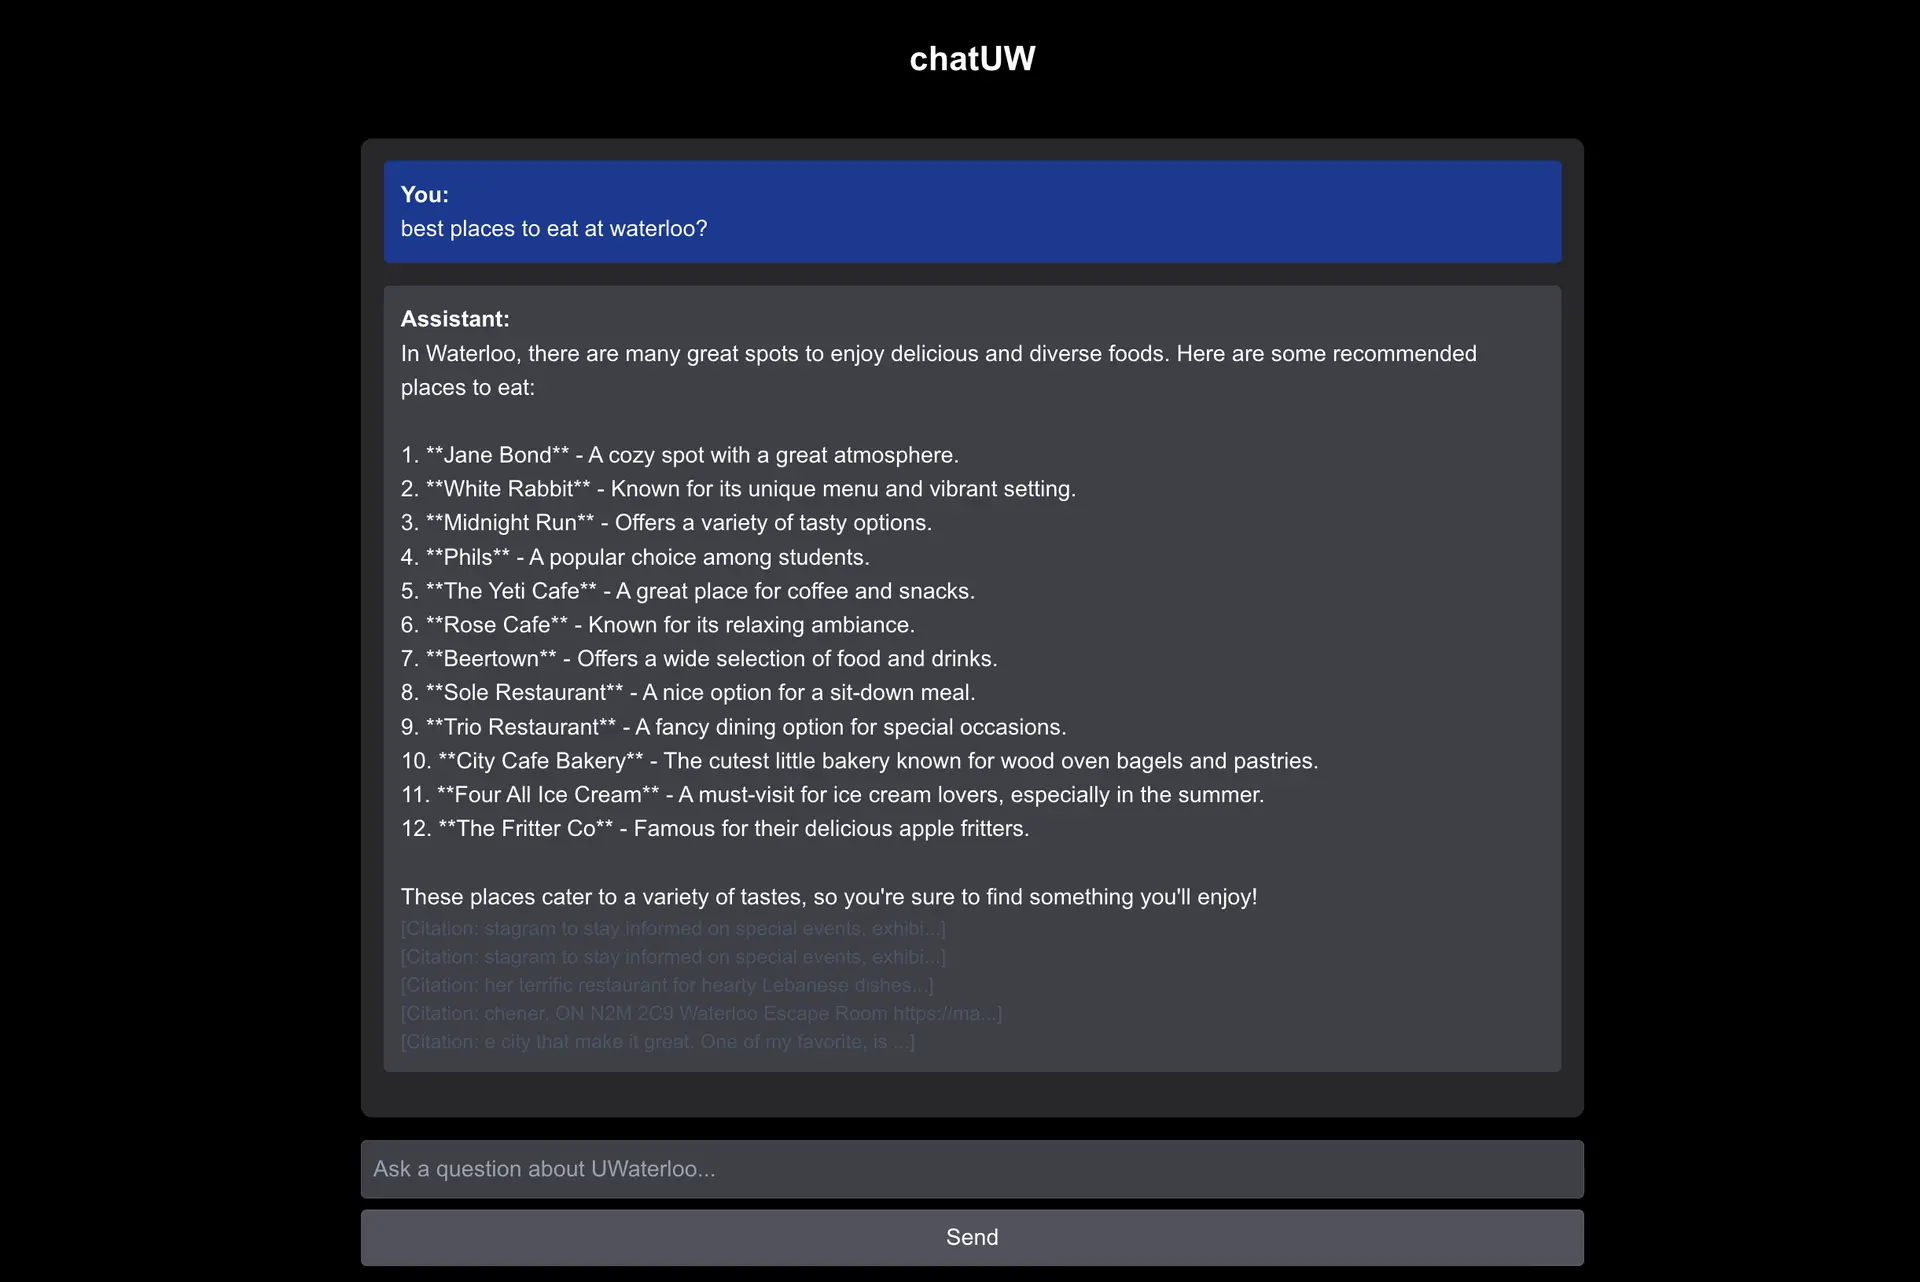 chatUW
You:
best places to eat at waterloo?
Assistant:
In Waterloo, there are many great spots to enjoy delicious and diverse foods. Here are some recommended
places to eat:
1. **Jane Bond** - A cozy spot with a great atmosphere.
2. **White Rabbit** - Known for its unique menu and vibrant setting.
3. **Midnight Run** - Offers a variety of tasty options.
4. **Phils** - A popular choice among students.
5. **The Yeti Cafe** - A great place for coffee and snacks.
6. **Rose Cafe** - Known for its relaxing ambiance.
7. **Beertown** - Offers a wide selection of food and drinks.
8. **Sole Restaurant** - A nice option for a sit-down meal.
9. **Trio Restaurant** - A fancy dining option for special occasions.
10. **City Cafe Bakery** - The cutest little bakery known for wood oven bagels and pastries.
11. **Four All Ice Cream** - A must-visit for ice cream lovers, especially in the summer.
12. **The Fritter Co** - Famous for their delicious apple fritters.
These places cater to a variety of tastes, so you're sure to find something you'll enjoy!
[Citation: stagram to stay informed on special events, exhibi...]
[Citation: stagram to stay informed on special events, exhibi...]
[Citation: her terrific restaurant for hearty Lebanese dishes...]
[Citation: chener, ON N2M 2C9 Waterloo Escape Room https://ma...]
[Citation: e city that make it great. One of my favorite, is ...]
Ask a question about UWaterloo...
Send